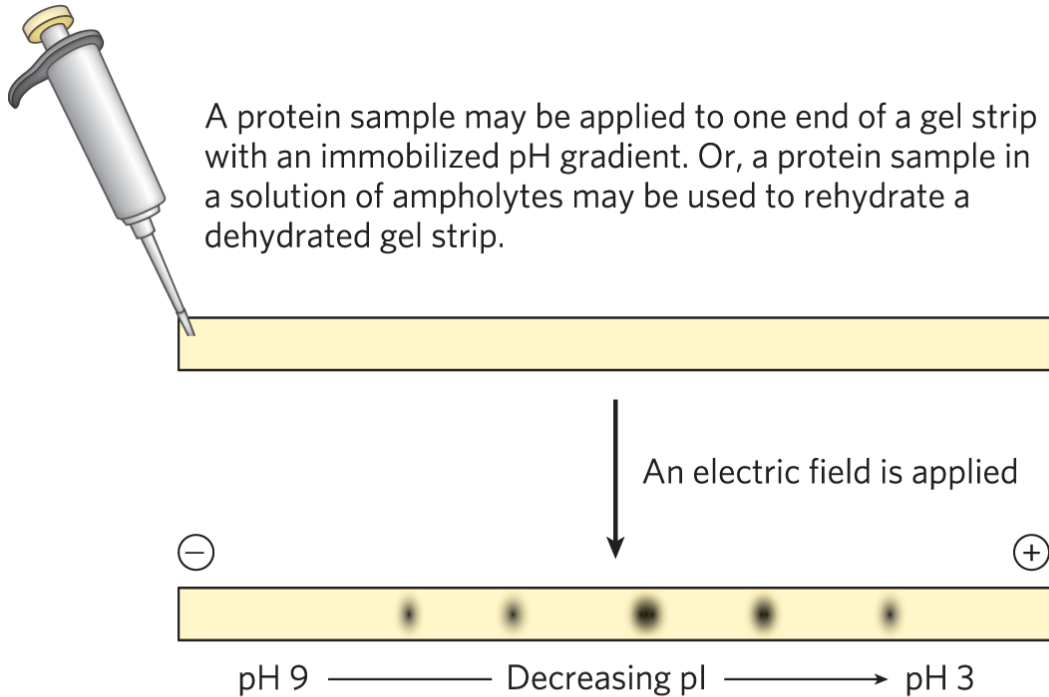 A protein sample may be applied to one end of a gel strip
with an immobilized pH gradient. Or, a protein sample in
a solution of ampholytes may be used to rehydrate a
dehydrated gel strip.
An electric field is applied
− +
pH 9 Decreasing pI pH 3